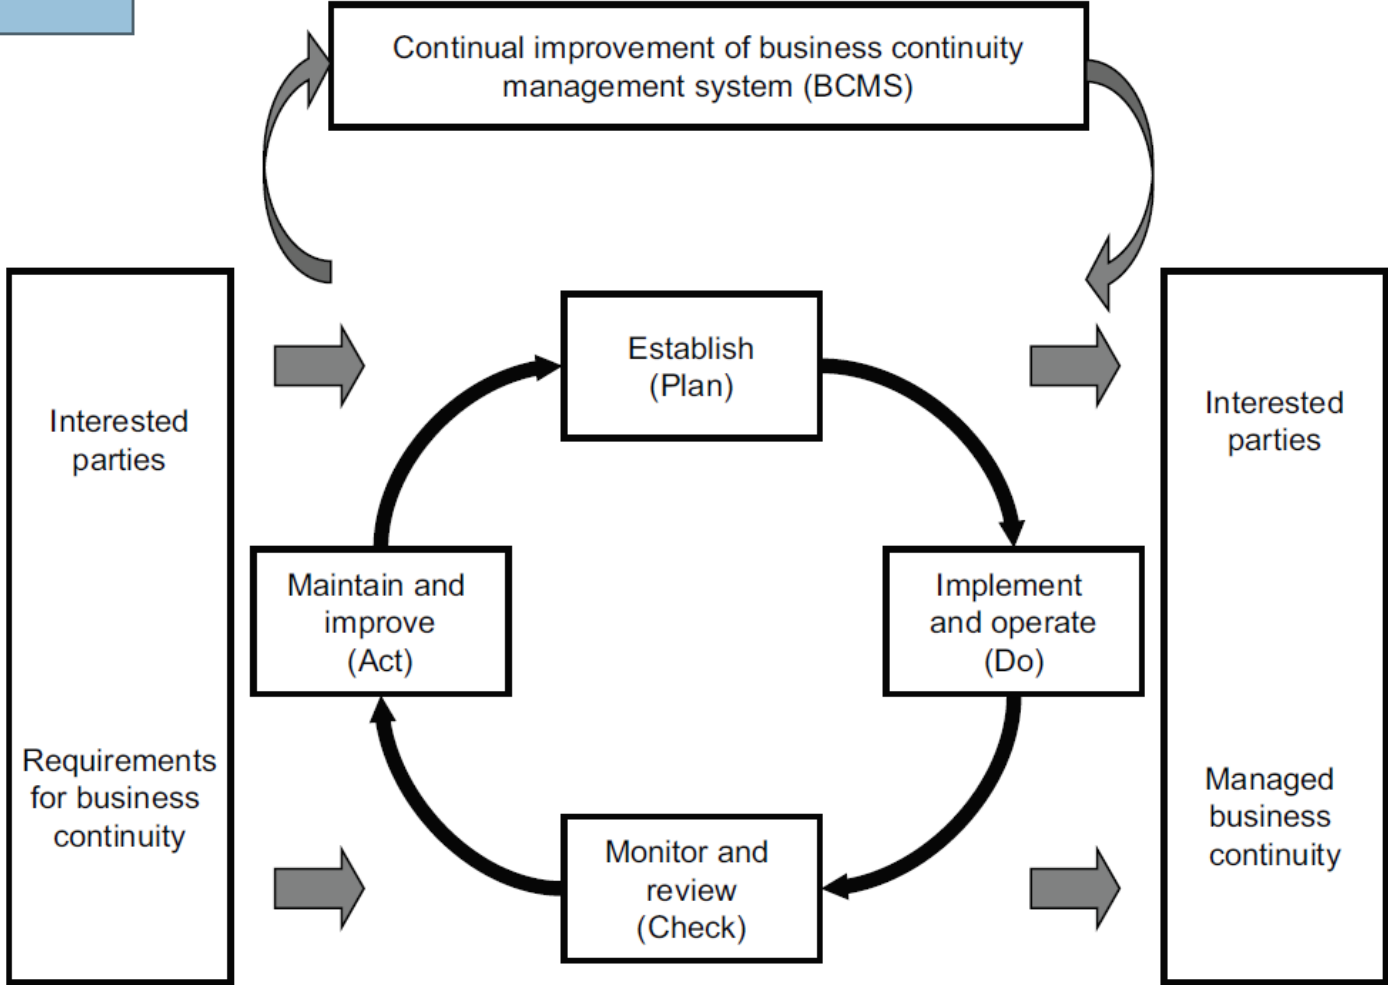 Continual improvement of business continuity
management system (BCMS)
Establish
(Plan)
Interested
parties
Interested
parties
Maintain and
improve
(Act)
Implement
and operate
(Do)
Requirements
for business
continuity
Managed
business
continuity
Monitor and
review
(Check)